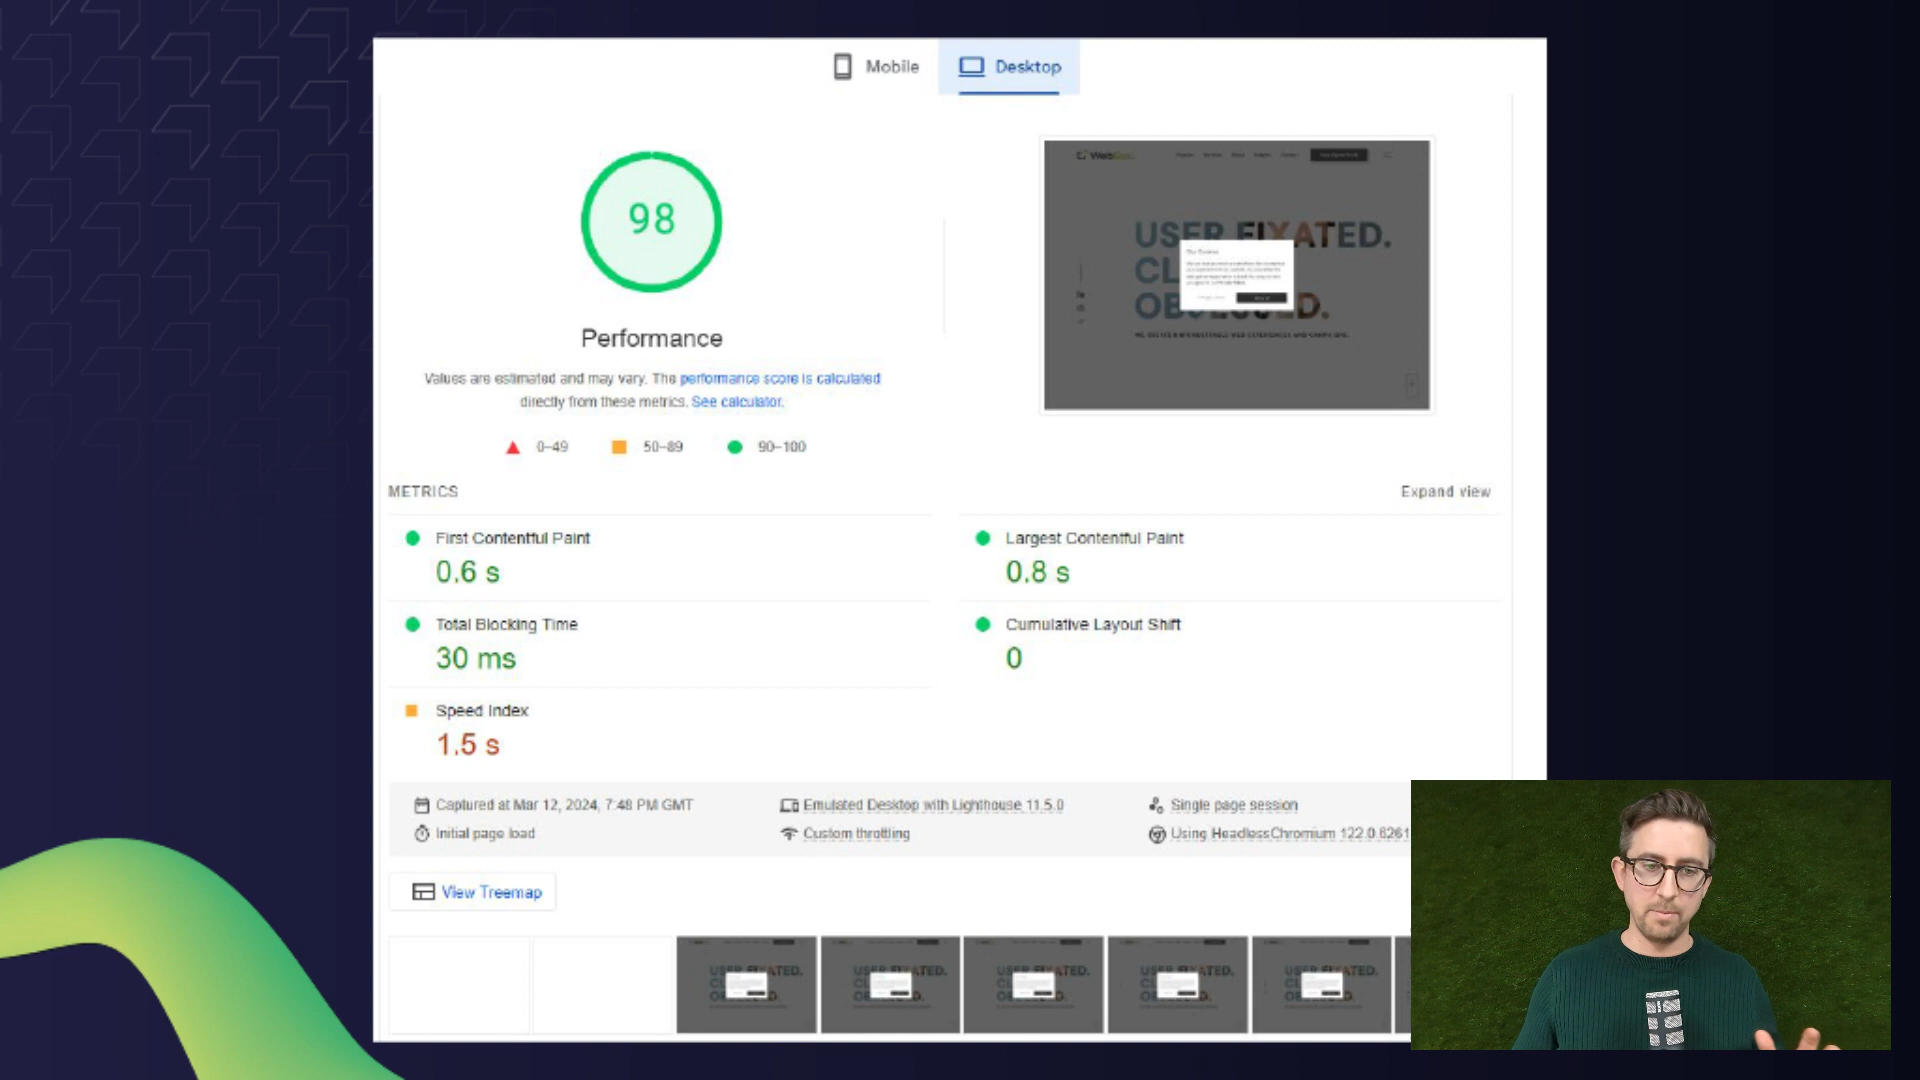 Mobile
Desktop
98
Performance
Values are estimated and may vary. The performance score is calculated
directly from these metrics. See calculator.
0–49
50–89
90–100
USER FIXATED.
METRICS
Expand view
First Contentful Paint
0.6 s
Largest Contentful Paint
0.8 s
Total Blocking Time
30 ms
Cumulative Layout Shift
0
Speed Index
1.5 s
Captured at Mar 12, 2024, 7:48 PM GMT
Emulated Desktop with Lighthouse 11.5.0
Single page session
Initial page load
Custom throttling
Using HeadlessChromium 122.0.6261
View Treemap